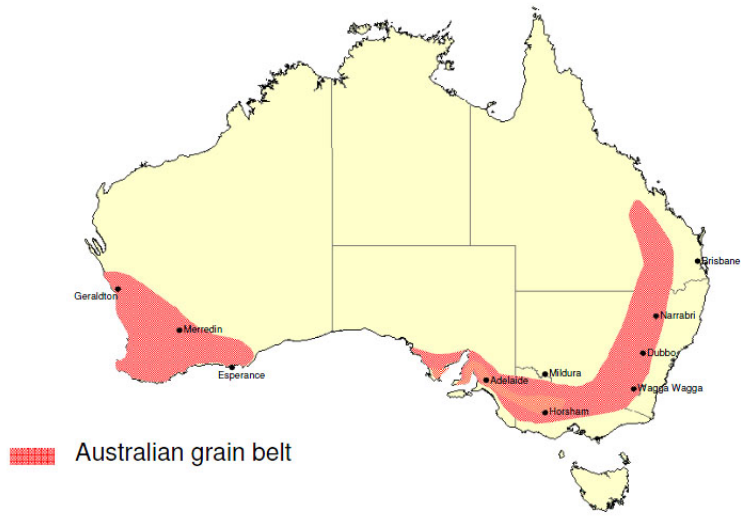 Brisbane
Geraldton
Narrabri
Merredin
Dubbo
Esperance
Mildura
Adelaide
Wagga Wagga
Horsham
Australian grain belt